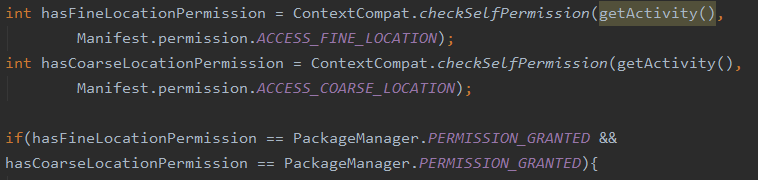 int hasFineLocationPermission = ContextCompat.checkSelfPermission(getActivity(),
Manifest.permission.ACCESS_FINE_LOCATION);
int hasCoarseLocationPermission = ContextCompat.checkSelfPermission(getActivity(),
Manifest.permission.ACCESS_COARSE_LOCATION);
if(hasFineLocationPermission == PackageManager.PERMISSION_GRANTED &&
hasCoarseLocationPermission == PackageManager.PERMISSION_GRANTED){